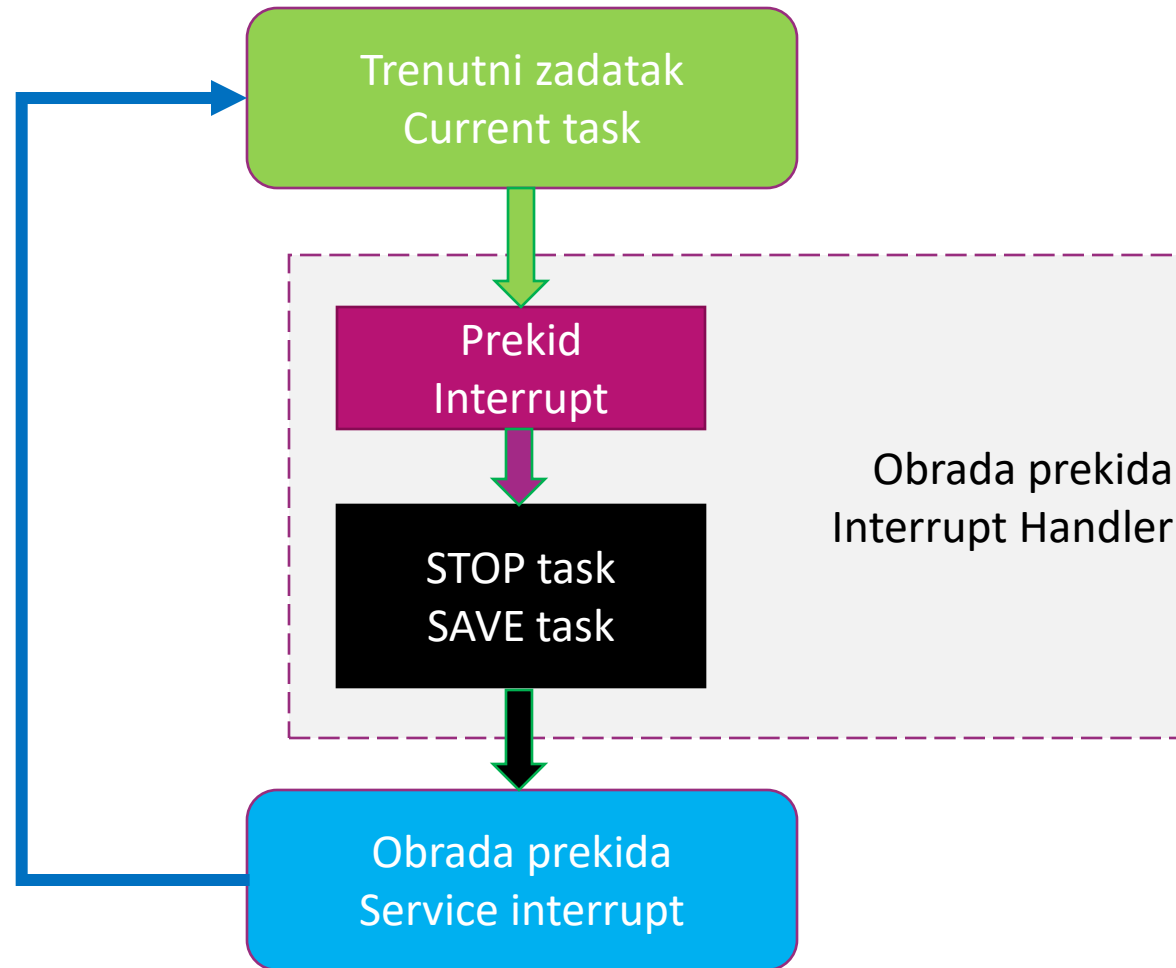 Trenutni zadatak
Current task
Prekid
Interrupt
Obrada prekida
Interrupt Handler
STOP task
SAVE task
Obrada prekida
Service interrupt